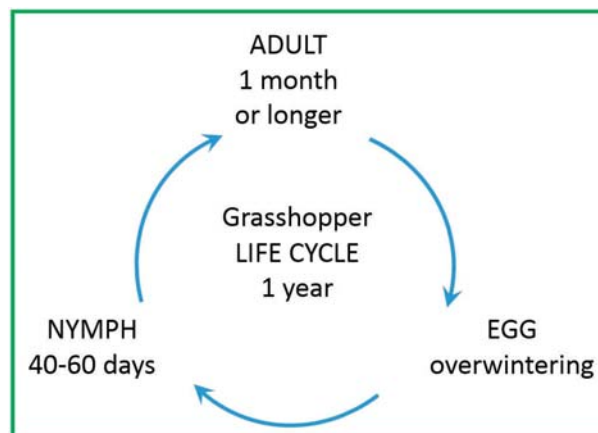 ADULT
1 month
or longer
Grasshopper
LIFE CYCLE
1 year
NYMPH
40-60 days
EGG
overwintering